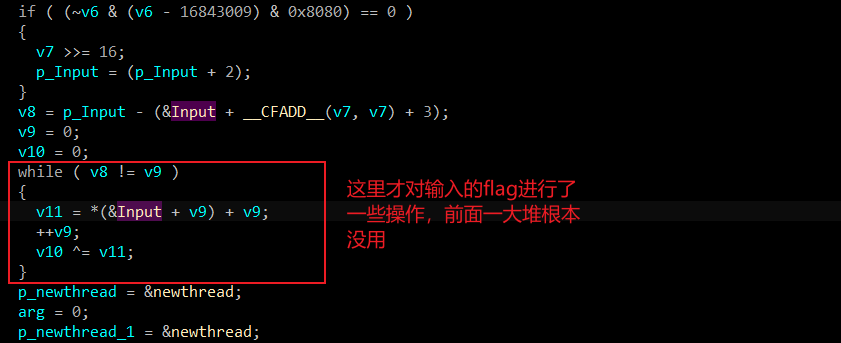 if ( (~v6 & (v6 - 16843009) & 0x8080) == 0 )
{
v7 >>= 16;
p_Input = (p_Input + 2);
}
v8 = p_Input - (&Input + __CFADD__(v7, v7) + 3);
v9 = 0;
v10 = 0;
while ( v8 != v9 )
{
v11 = *(&Input + v9) + v9;
++v9;
v10 ^= v11;
}
p_newthread = &newthread;
arg = 0;
p_newthread_1 = &newthread;
这里才对输入的flag进行了
一些操作，前面一大堆根本
没用